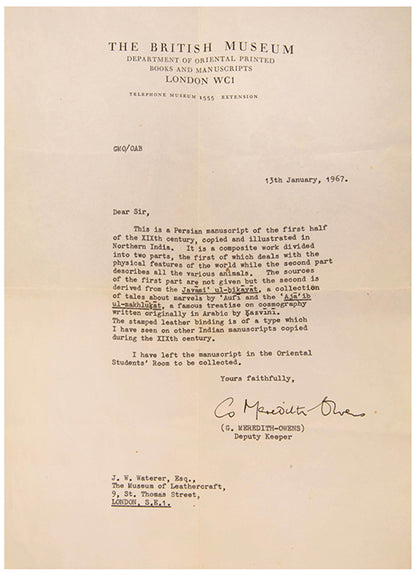 THE BRITISH MUSEUM
DEPARTMENT OF ORIENTAL PRINTED
BOOKS AND MANUSCRIPTS
LONDON WC1
TELEPHONE MUSEUM 1555 EXTENSION
GMO/OAB
13th January, 1967.
Dear Sir,
This is a Persian manuscript of the first half
of the XIXth century, copied and illustrated in
Northern India. It is a composite work divided
into two parts, the first of which deals with the
physical features of the world while the second part
describes all the various animals. The sources
of the first part are not given but the second is
derived from the Javami' ul-hikayat, a collection
of tales about marvels by 'Aufi and the 'Aja'ib
ul-makhlukat, a famous treatise on cosmography
written originally in Arabic by Kasvini.
The stamped leather binding is of a type which
I have seen on other Indian manuscripts copied
during the XIXth century.
I have left the manuscript in the Oriental
Students' Room to be collected.
Yours faithfully,
G. Meredith-Owens
(G. MEREDITH-OWENS)
Deputy Keeper
J. W. Waterer, Esq.,
The Museum of Leathercraft,
9, St. Thomas Street,
LONDON, S.E.1.